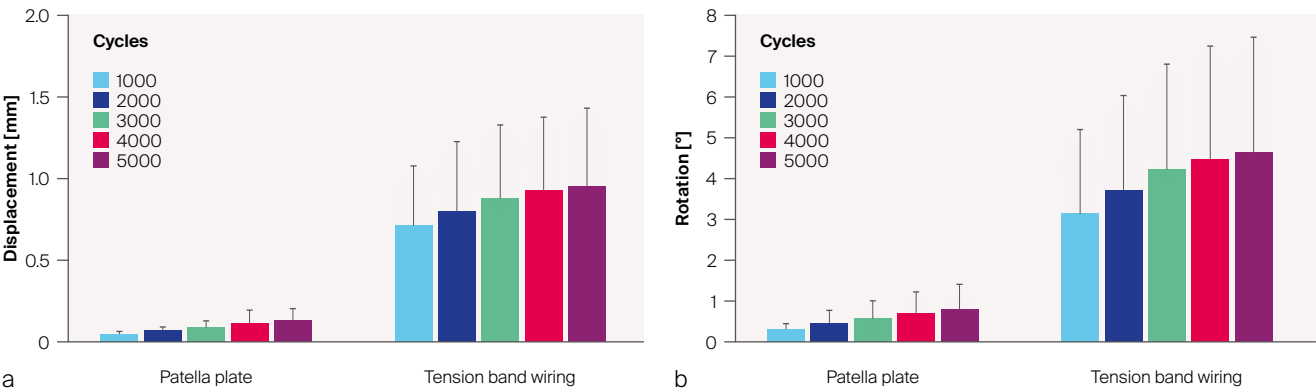 2.0
1.5
1.0
0.5
0
Displacement [mm]
Cycles
1000
2000
3000
4000
5000
Patella plate
Tension band wiring
a
8
7
6
5
4
3
2
1
0
Rotation [°]
Cycles
1000
2000
3000
4000
5000
Patella plate
Tension band wiring
b